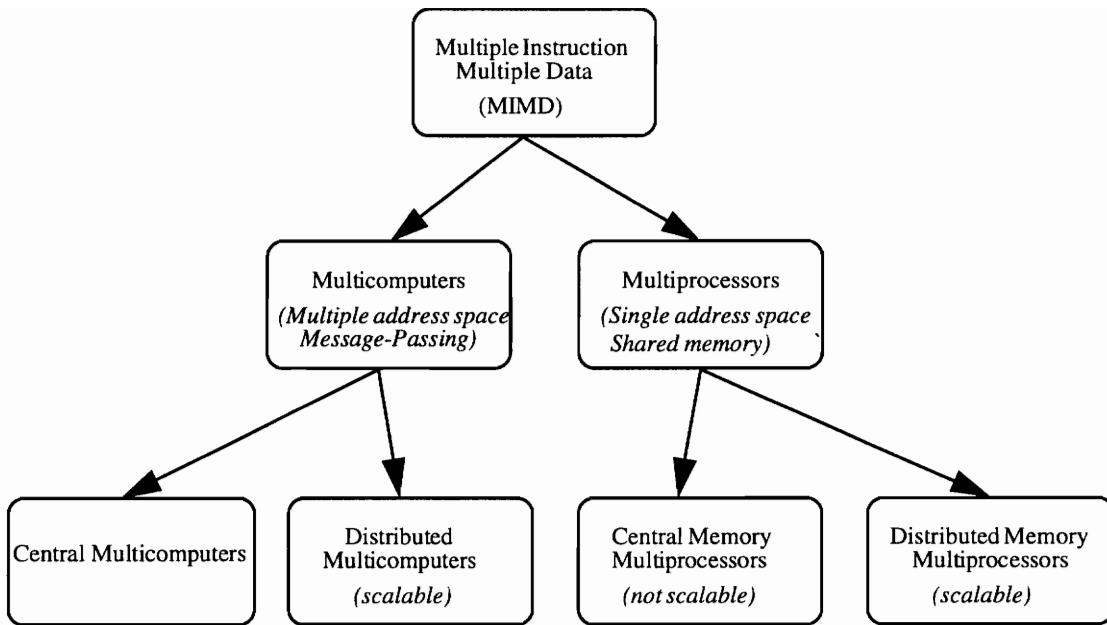 Multiple Instruction
Multiple Data
(MIMD)
Multicomputers
(Multiple address space
Message-Passing)
Multiprocessors
(Single address space
Shared memory)
Central Multicomputers
Distributed
Multicomputers
(scalable)
Central Memory
Multiprocessors
(not scalable)
Distributed Memory
Multiprocessors
(scalable)